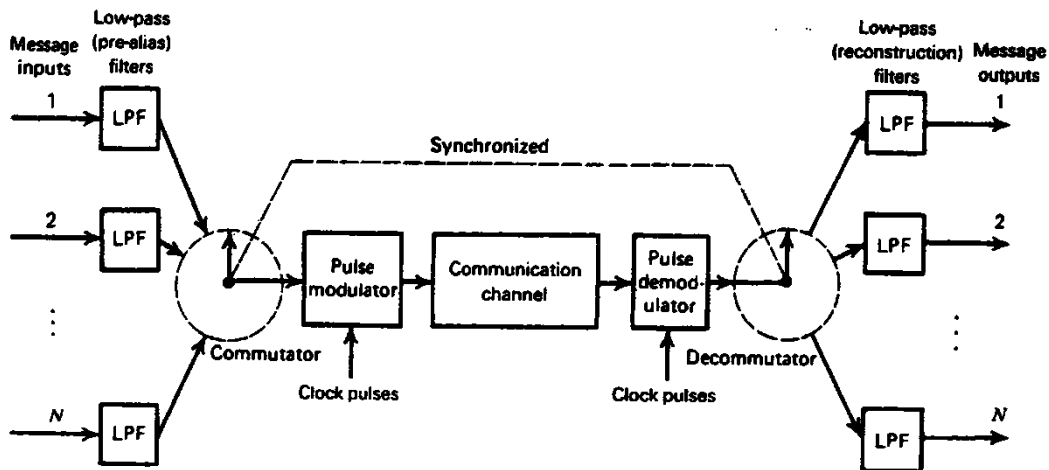 Message
inputs
Low-pass
(pre-alias)
filters
Low-pass
(reconstruction)
filters
Message
outputs
1
LPF
LPF
1
Synchronized
2
LPF
LPF
2
Pulse
modulator
Communication
channel
Pulse
demod-
ulator
Commutator
Decommutator
Clock pulses
Clock pulses
N
LPF
LPF
N